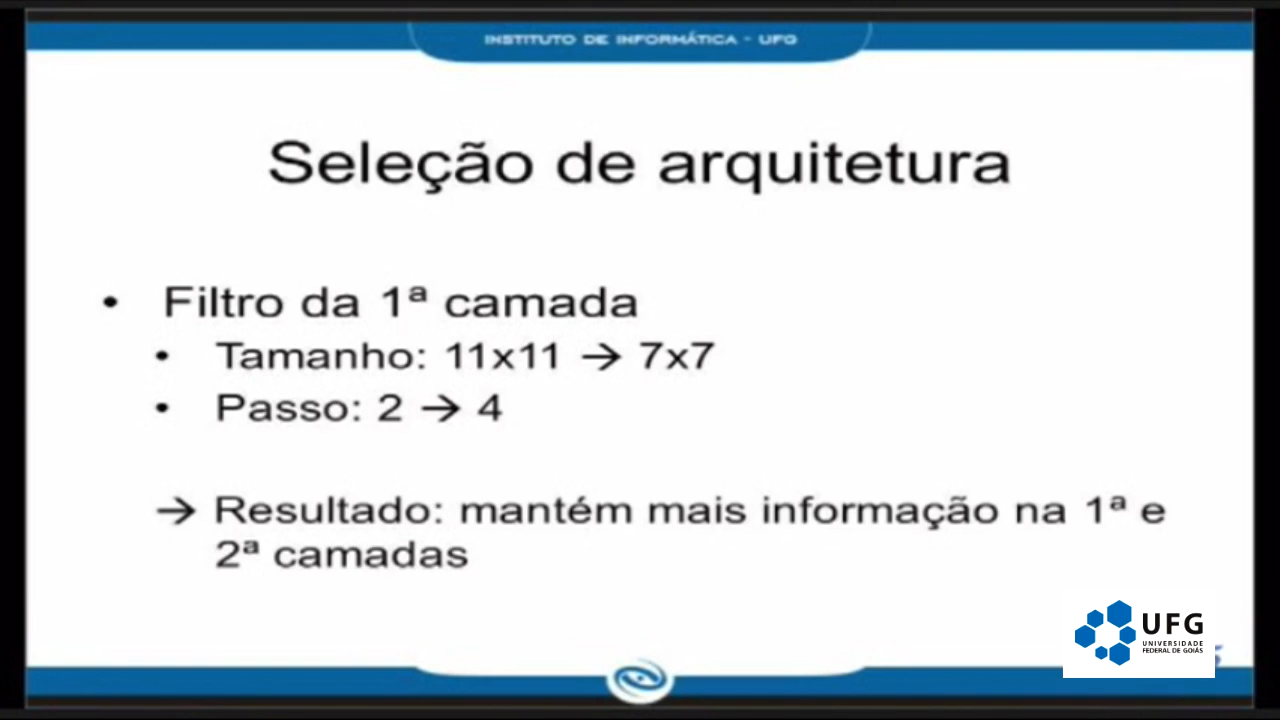 INSTITUTO DE INFORMÁTICA - UFG
Seleção de arquitetura
• Filtro da 1ª camada
• Tamanho: 11x11 → 7x7
• Passo: 2 → 4
→ Resultado: mantém mais informação na 1ª e
2ª camadas
UFG
UNIVERSIDADE
FEDERAL DE GOIÁS